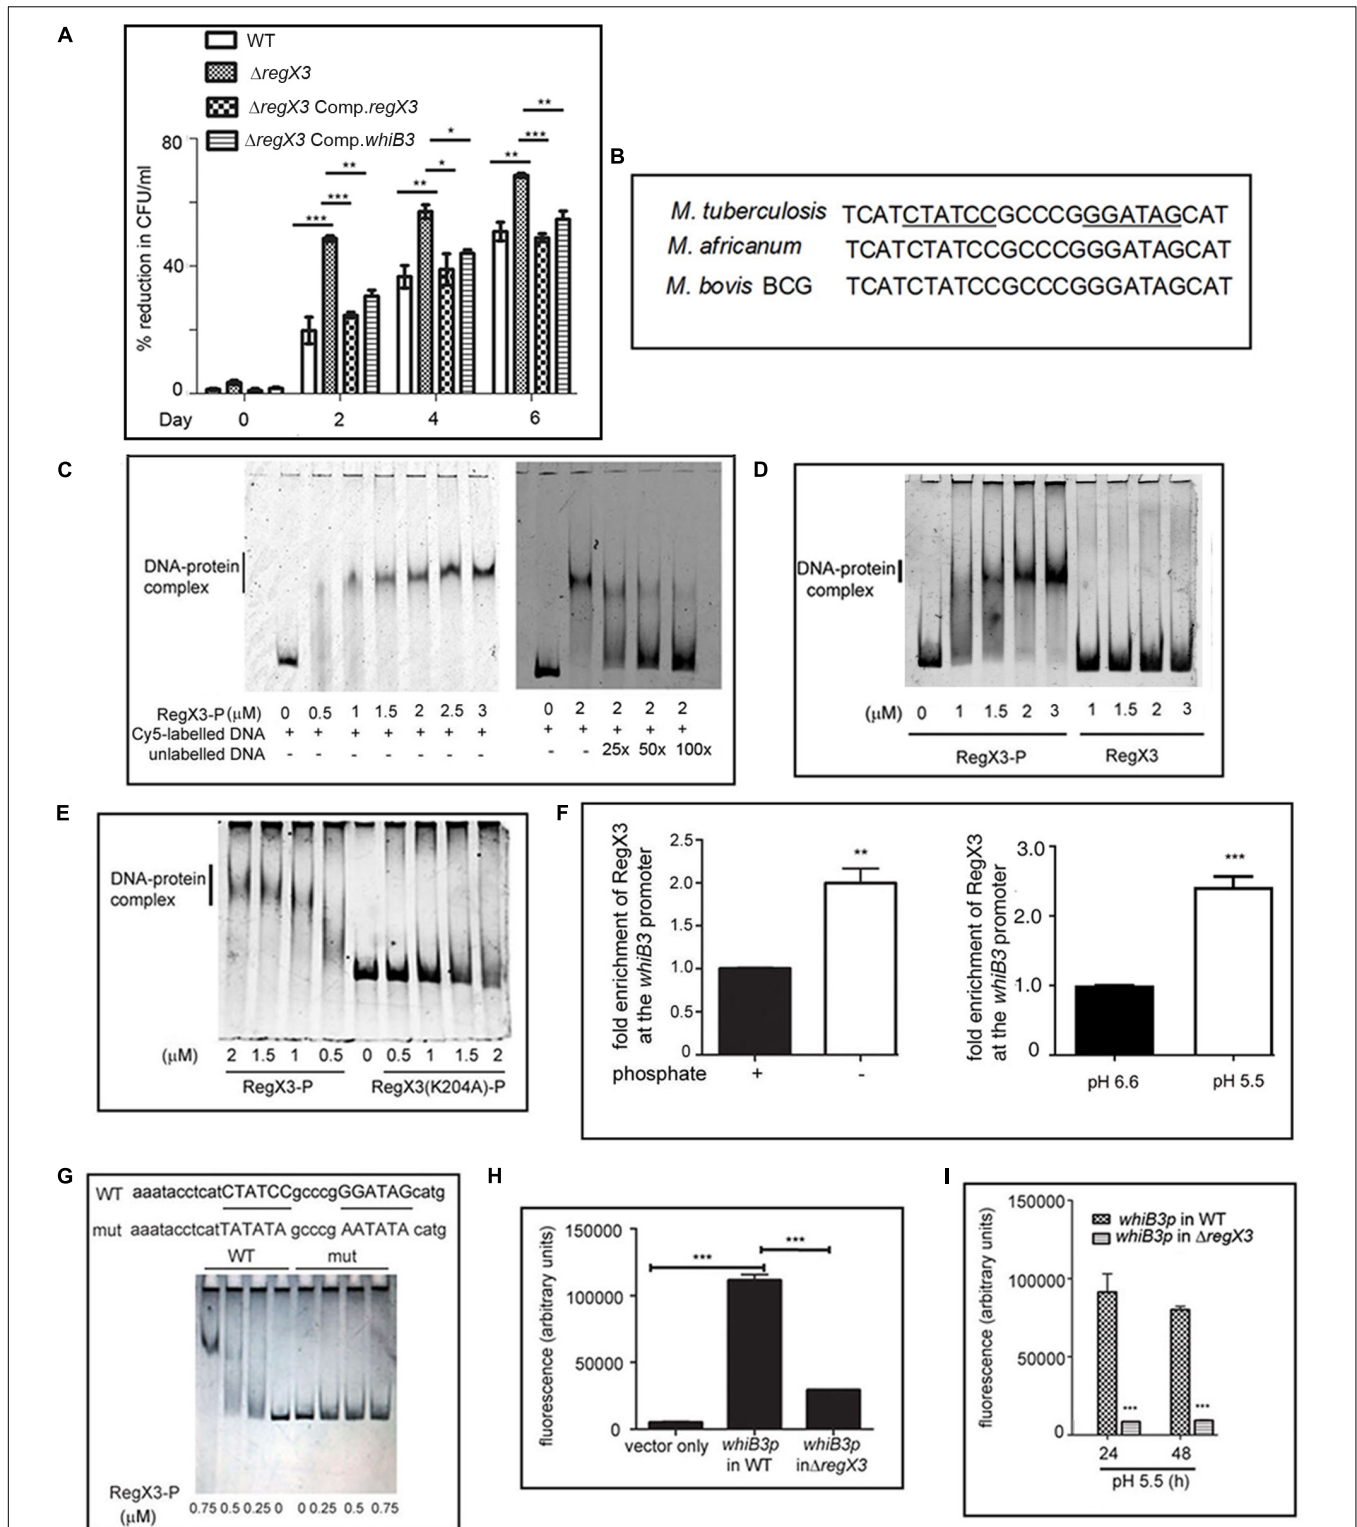 A
WT
ΔregX3
ΔregX3 Comp.regX3
ΔregX3 Comp.whiB3
% reduction in CFU/ml
80
40
0
** *** *** **
* * **
** *** **
Day 0 2 4 6
B
M. tuberculosis TCATCTATCCGCCCGGGATAGCAT
M. africanum TCATCTATCCGCCCGGGATAGCAT
M. bovis BCG TCATCTATCCGCCCGGGATAGCAT
C
DNA-protein
complex
RegX3-P (μM) 0 0.5 1 1.5 2 2.5 3 0 2 2 2 2
Cy5-labelled DNA + + + + + + + + + + + +
unlabelled DNA - - - - - - - - - 25x 50x 100x
D
DNA-protein
complex
(μM) 0 1 1.5 2 3 1 1.5 2 3
RegX3-P RegX3
E
DNA-protein
complex
(μM) 2 1.5 1 0.5 0 0.5 1 1.5 2
RegX3-P RegX3(K204A)-P
F
fold enrichment of RegX3
at the whiB3 promoter
2.5
2.0
1.5
1.0
0.5
0
**
phosphate + -
fold enrichment of RegX3
at the whiB3 promoter
3.0
2.0
1.0
0
***
pH 6.6 pH 5.5
G
WT aaatacctcatCTATCCgcccgGGATAGcatg
mut aaatacctcatTATATA gcccg AATATA catg
WT mut
RegX3-P
(μM)
0.75 0.5 0.25 0 0 0.25 0.5 0.75
H
fluorescence (arbitrary units)
150000
100000
50000
0
*** ***
vector only whiB3p
in WT whiB3p
inΔregX3
I
fluorescence (arbitrary units)
150000
100000
50000
0
whiB3p in WT
whiB3p in ΔregX3
*** ***
24 48
pH 5.5 (h)